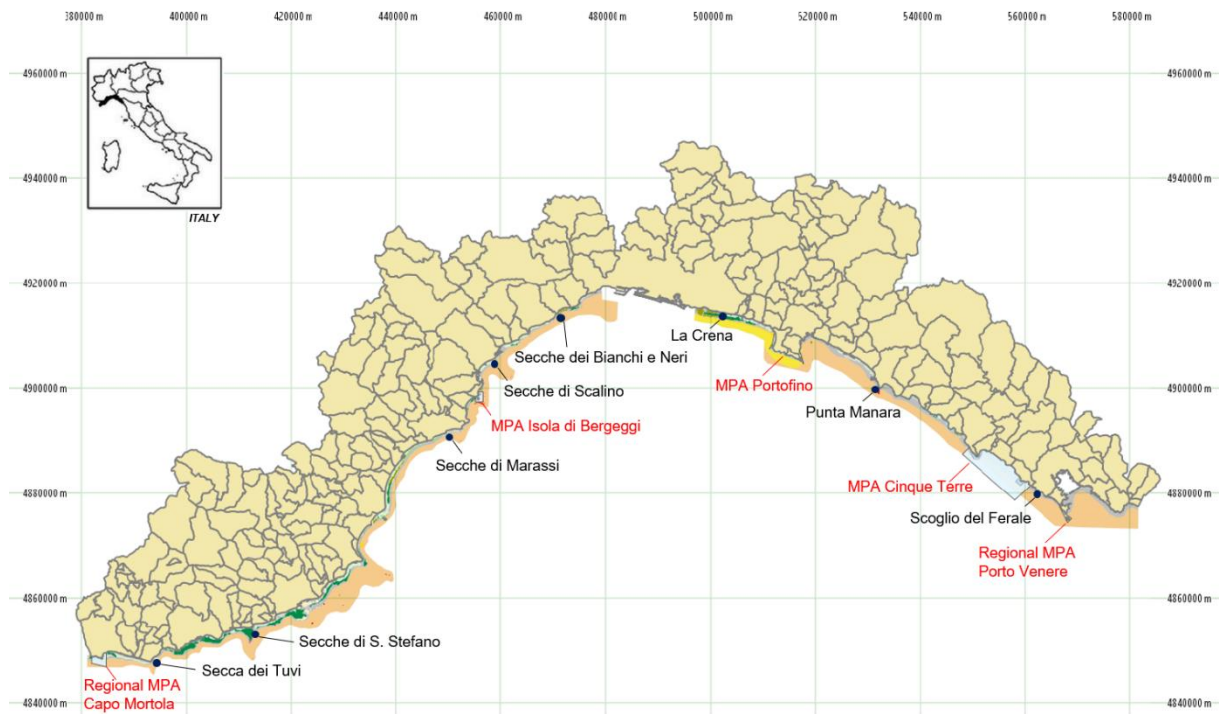 380000 m 400000 m 420000 m 440000 m 460000 m 480000 m 500000 m 520000 m 540000 m 560000 m 580000 m
4960000 m 4960000 m
ITALY
4940000 m 4940000 m
4920000 m 4920000 m
La Crena
Secche dei Bianchi e Neri
MPA Portofino
Secche di Scalino
4900000 m 4900000 m
Punta Manara
MPA Isola di Bergeggi
Secche di Marassi
MPA Cinque Terre
4880000 m 4880000 m
Scoglio del Ferale
Regional MPA
Porto Venere
4860000 m 4860000 m
Secche di S. Stefano
Secca dei Tuvi
Regional MPA
Capo Mortola
4840000 m 4840000 m